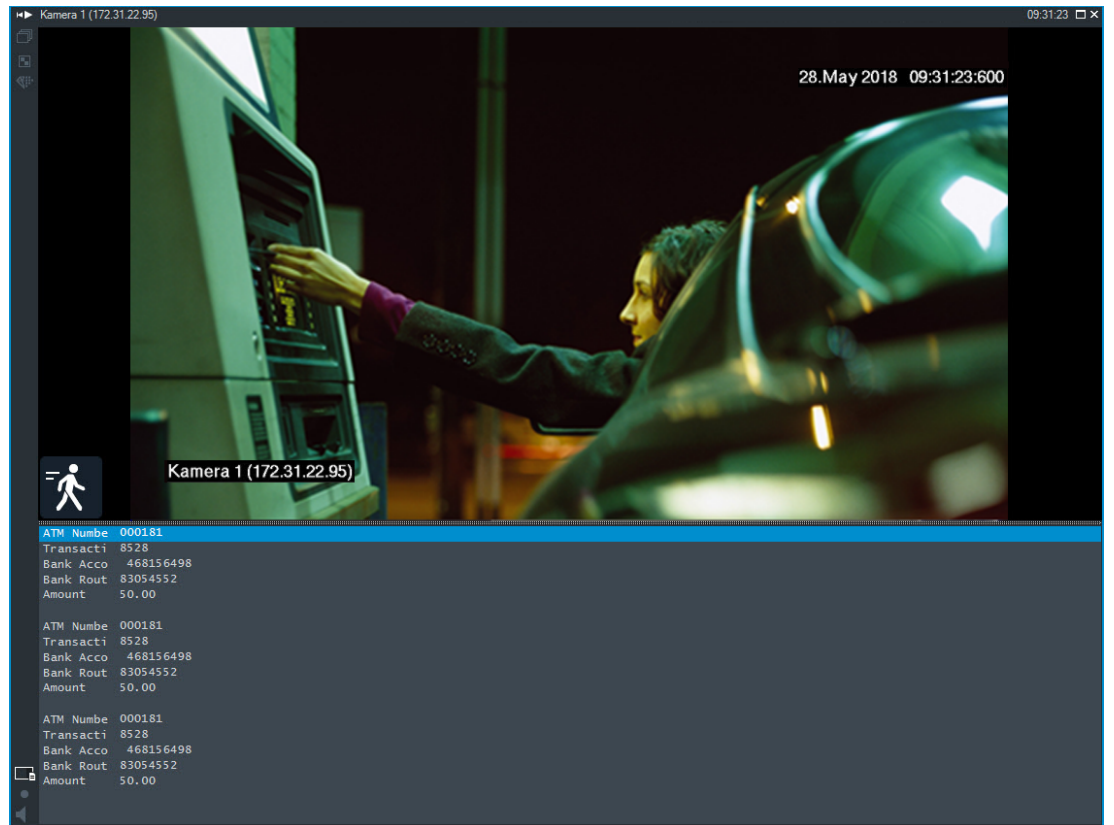 Kamera 1 (172.31.22.95) 09:31:23
28.May 2018 09:31:23:600
Kamera 1 (172.31.22.95)
ATM Numbe 000181
Transacti 8528
Bank Acco 468156498
Bank Rout 83054552
Amount 50.00
ATM Numbe 000181
Transacti 8528
Bank Acco 468156498
Bank Rout 83054552
Amount 50.00
ATM Numbe 000181
Transacti 8528
Bank Acco 468156498
Bank Rout 83054552
Amount 50.00